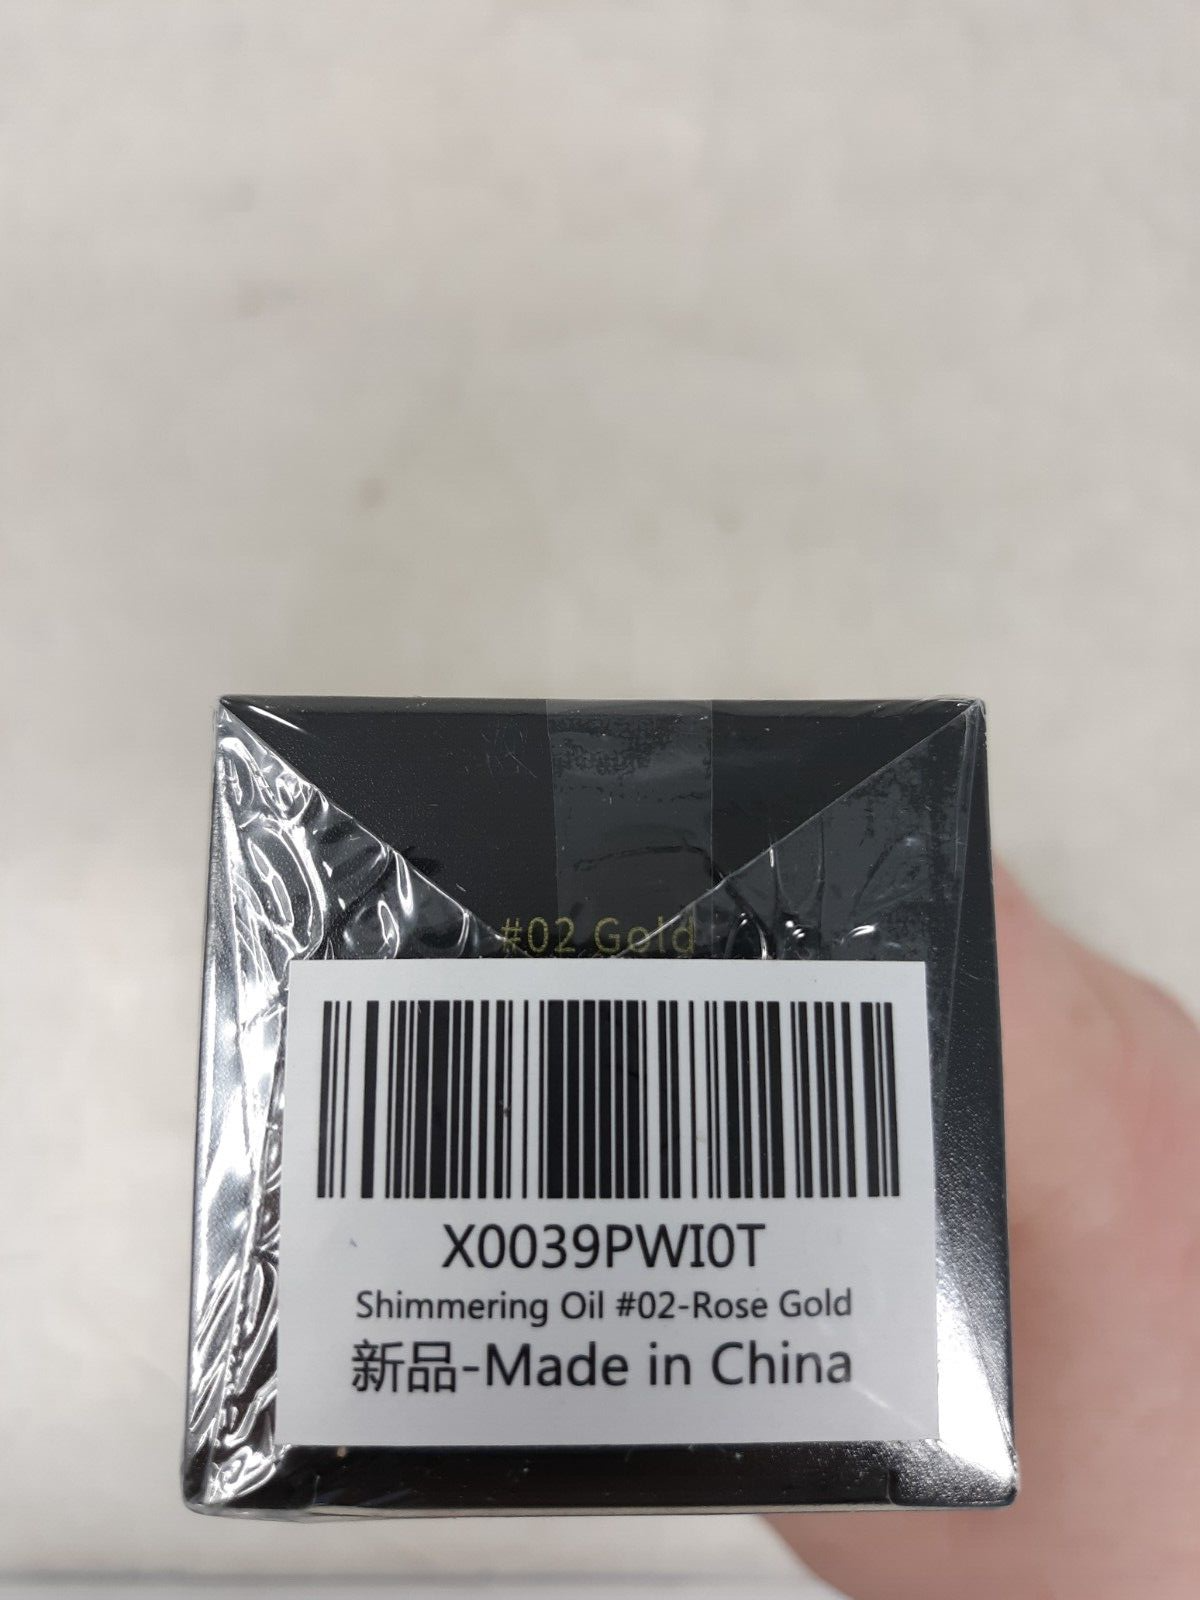 #02 Gold
X0039PWI0T
Shimmering Oil #02-Rose Gold
新品-Made in China